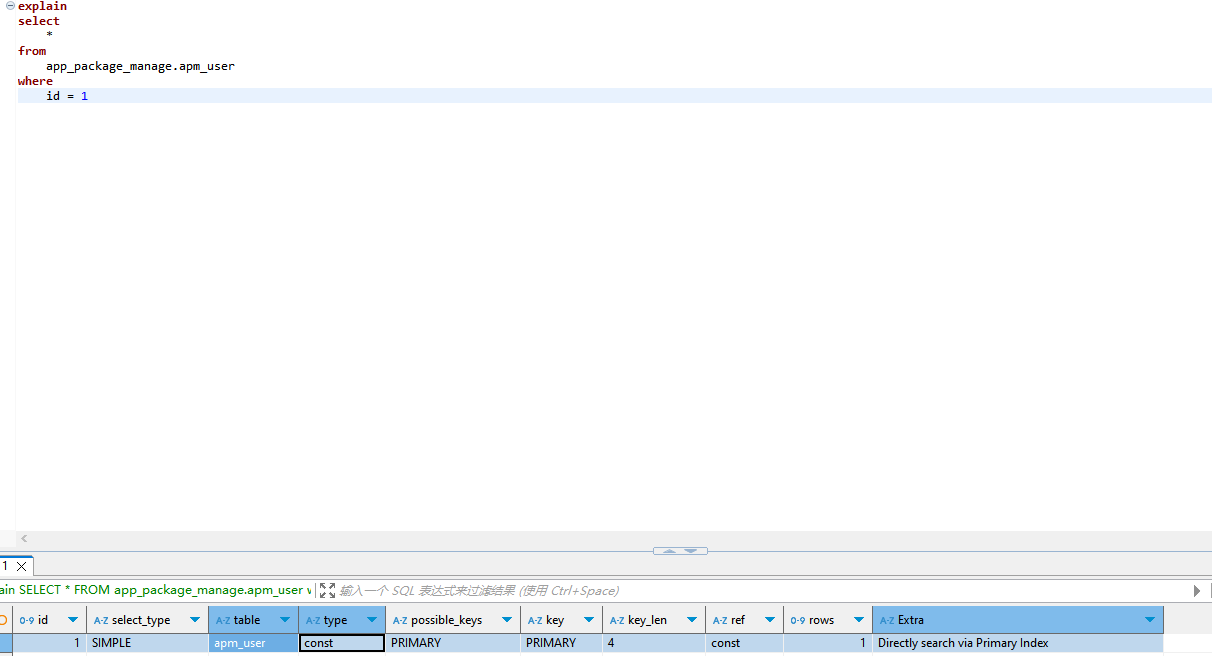 explain
select
*
from
app_package_manage.apm_user
where
id = 1
1
ain SELECT * FROM app_package_manage.apm_user 输入一个 SQL 表达式来过滤结果 (使用 Ctrl+Space)
0-9 id A-Z select_type A-Z table A-Z type A-Z possible_keys A-Z key A-Z key_len A-Z ref 0-9 rows A-Z Extra
1 SIMPLE apm_user const PRIMARY PRIMARY 4 const 1 Directly search via Primary Index